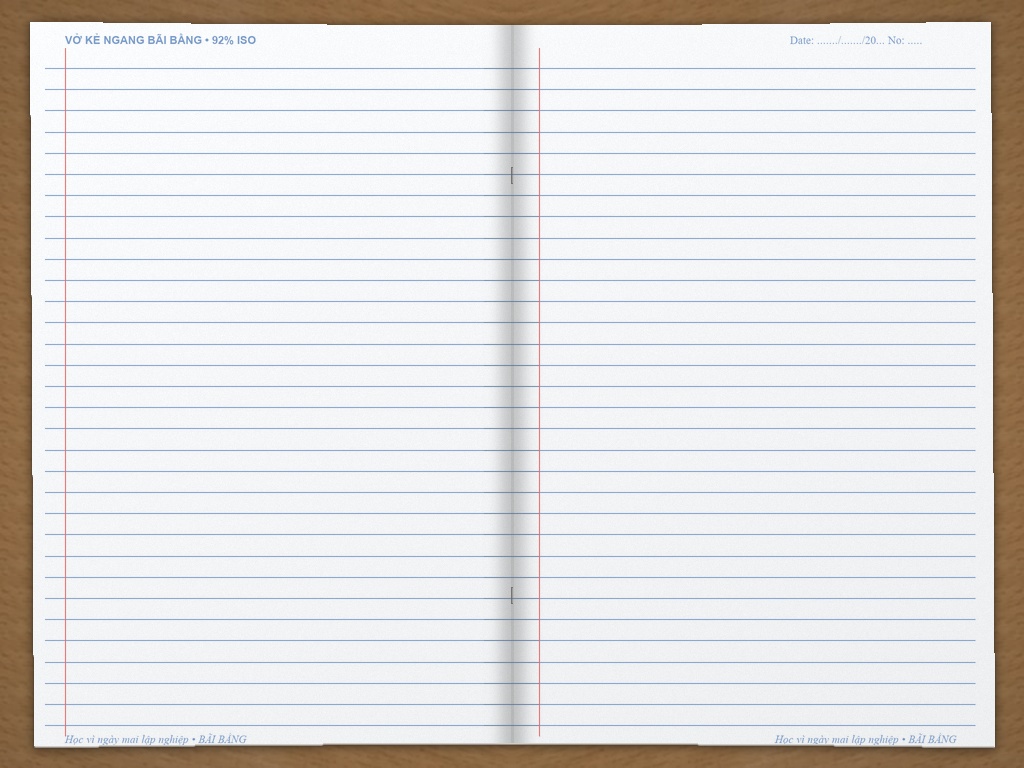 VỞ KẺ NGANG BÃI BẰNG • 92% ISO
Date: ......./......./20... No: .....
Học vì ngày mai lập nghiệp • BÃI BẰNG
Học vì ngày mai lập nghiệp • BÃI BẰNG